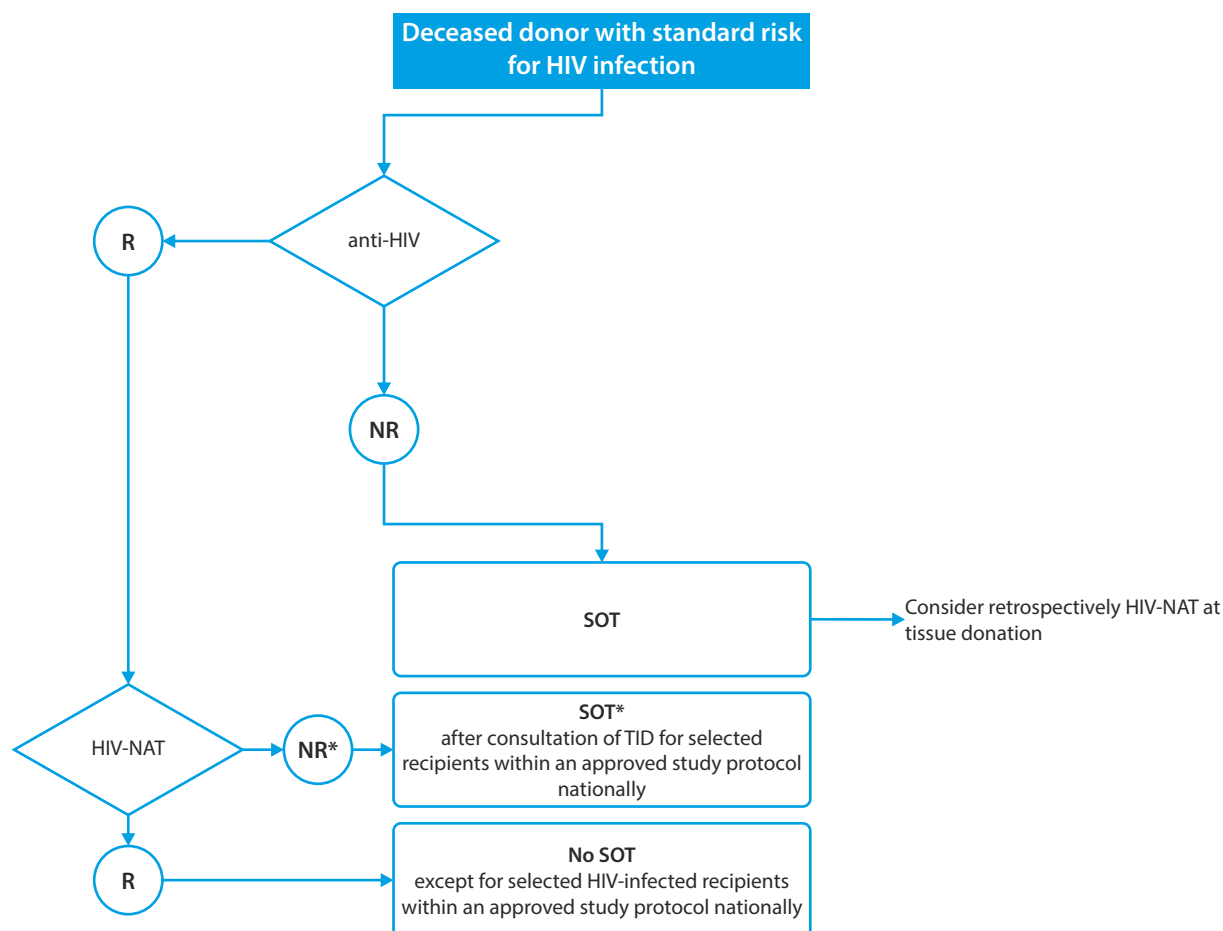 Deceased donor with standard risk
for HIV infection
anti-HIV
R
NR
SOT
Consider retrospectively HIV-NAT at
tissue donation
HIV-NAT
NR*
SOT*
after consultation of TID for selected
recipients within an approved study protocol
nationally
R
No SOT
except for selected HIV-infected recipients
within an approved study protocol nationally